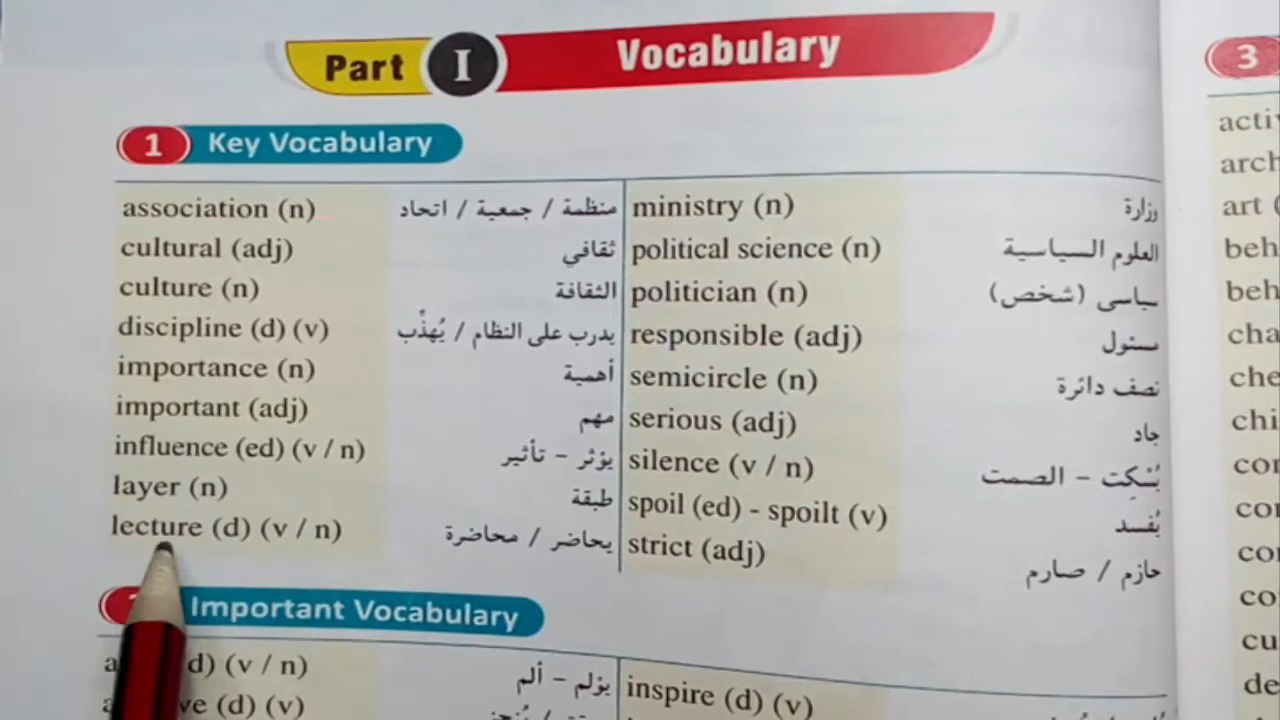 Part I Vocabulary
1 Key Vocabulary
association (n) منظمة / جمعية / اتحاد
cultural (adj) ثقافي
culture (n) الثقافة
discipline (d) (v) يدرب على النظام / يُهذِّب
importance (n) أهمية
important (adj) مهم
influence (ed) (v / n) يؤثر - تأثير
layer (n) طبقة
lecture (d) (v / n) يحاضر / محاضرة
ministry (n) وزارة
political science (n) العلوم السياسية
politician (n) سياسى (شخص)
responsible (adj) مسئول
semicircle (n) نصف دائرة
serious (adj) جاد
silence (v / n) يُسْكِت - الصمت
spoil (ed) - spoilt (v) يُفسد
strict (adj) حازم / صارم
Important Vocabulary
d) (v / n) يؤلم - ألم
ve (d) (v)
inspire (d) (v)
3
acti
arch
art (
beh
beh
cha
che
chi
cor
cor
co
co
cu
de